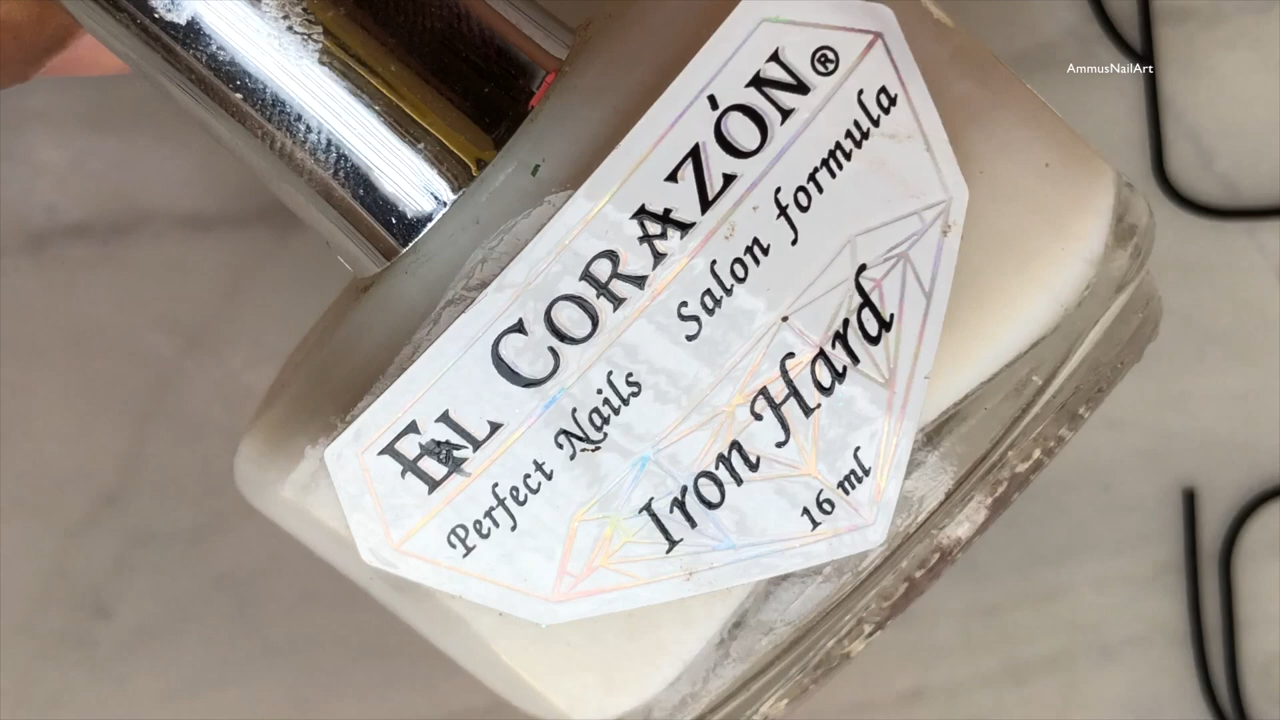 AmmusNailArt
EL CORAZÓN®
Perfect Nails Salon formula
Iron Hard
16 ml